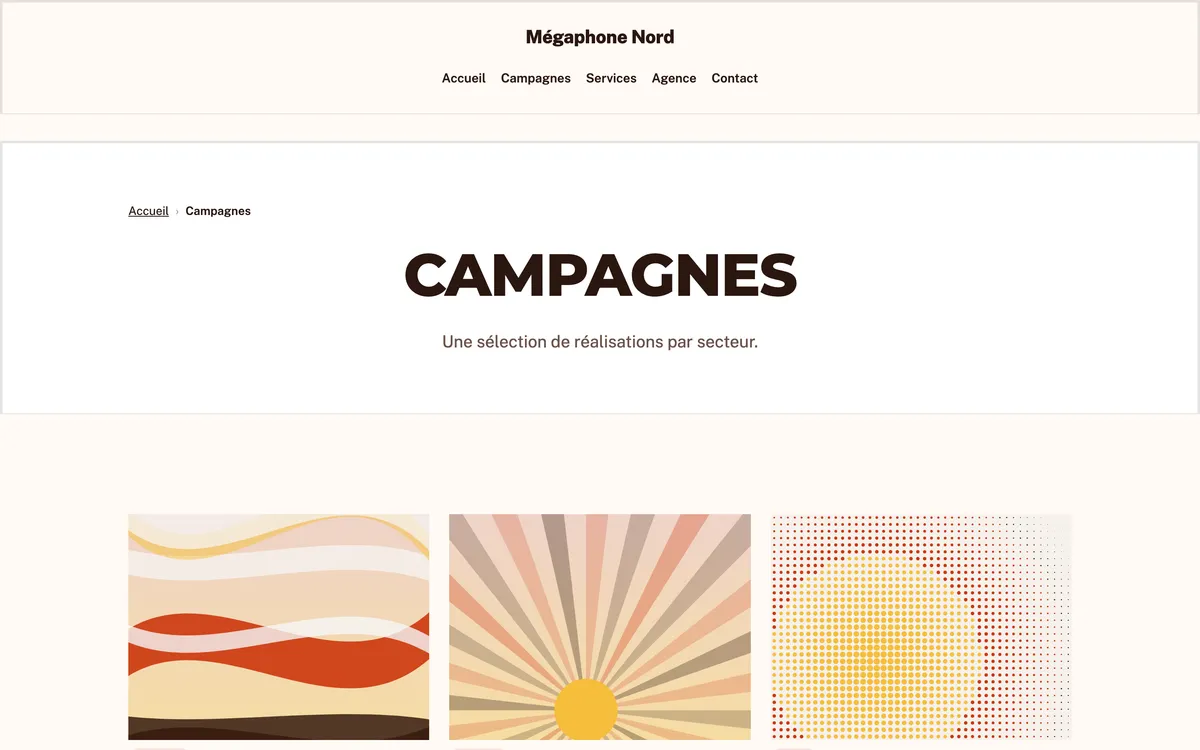 Mégaphone Nord
Accueil Campagnes Services Agence Contact
Accueil › Campagnes
CAMPAGNES
Une sélection de réalisations par secteur.